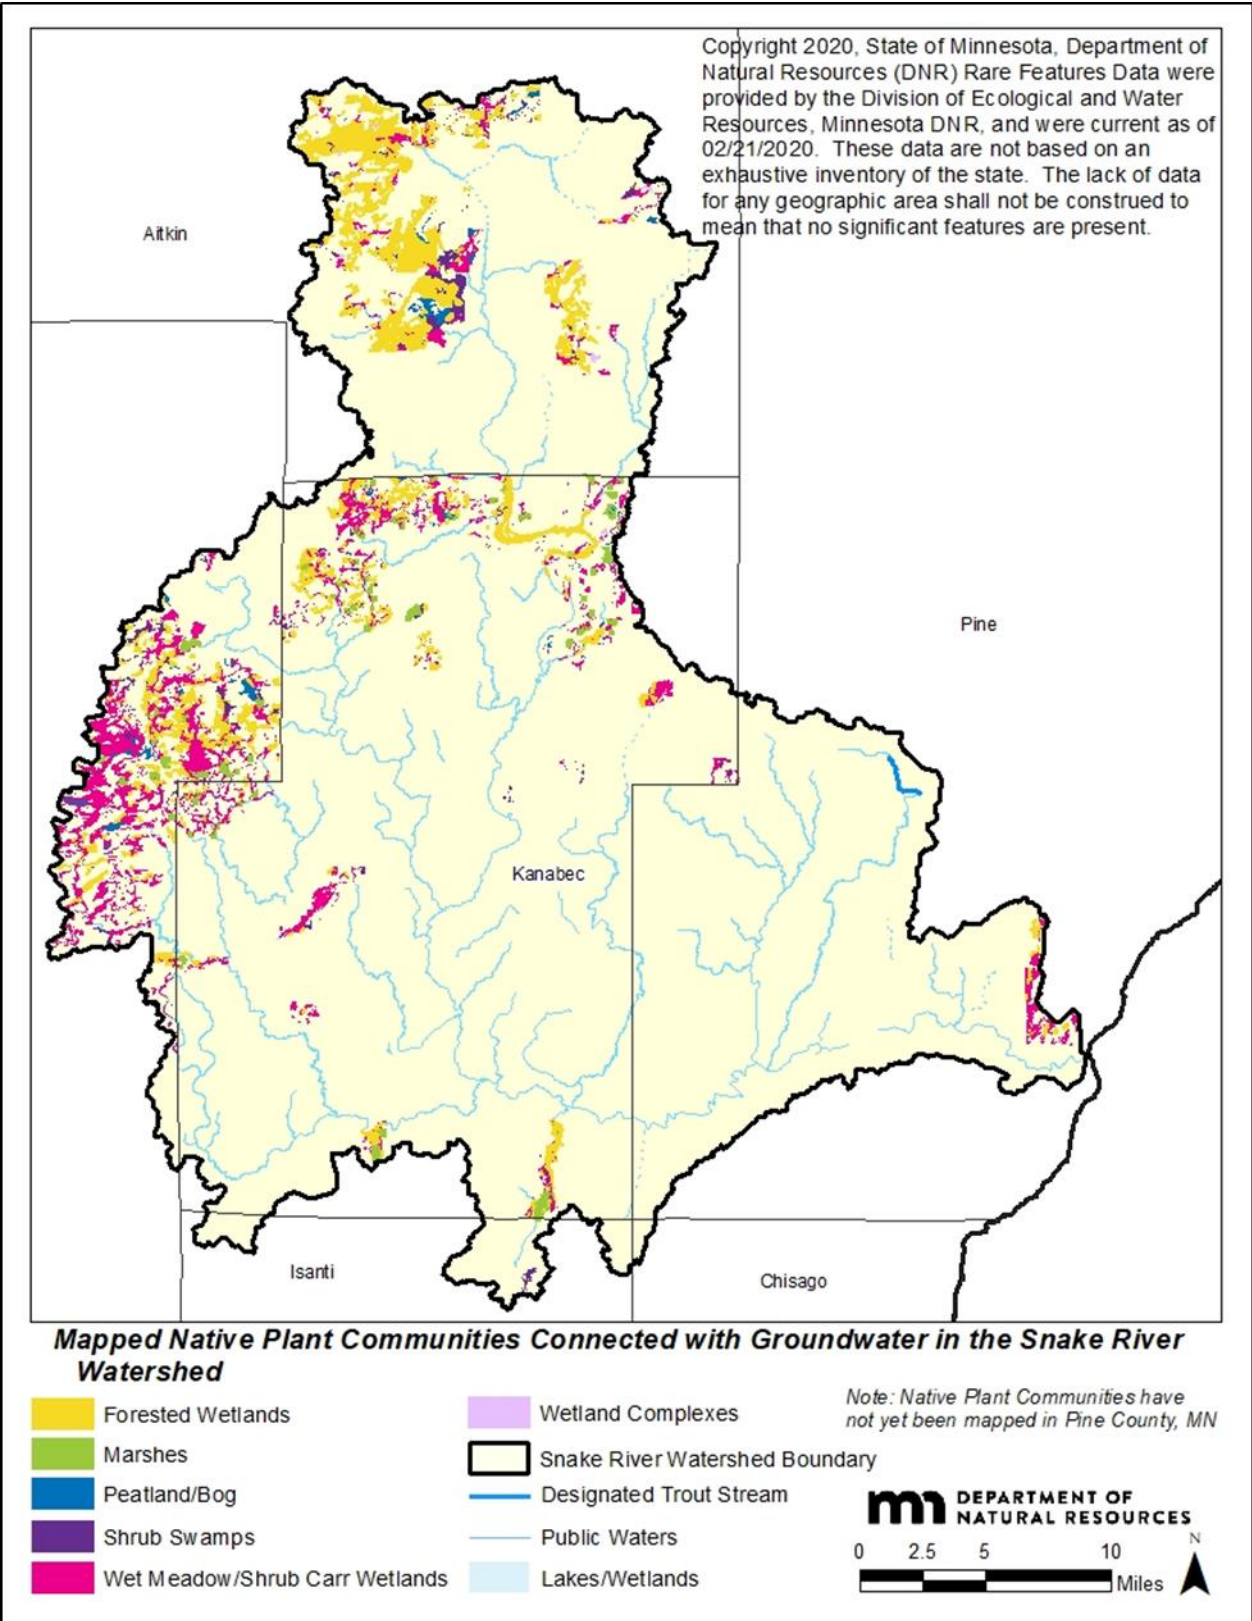 Copyright 2020, State of Minnesota, Department of
Natural Resources (DNR) Rare Features Data were
provided by the Division of Ecological and Water
Resources, Minnesota DNR, and were current as of
02/21/2020.  These data are not based on an
exhaustive inventory of the state.  The lack of data
for any geographic area shall not be construed to
mean that no significant features are present.
Aitkin
Pine
Kanabec
Isanti
Chisago
Mapped Native Plant Communities Connected with Groundwater in the Snake River
Watershed
Forested Wetlands
Marshes
Peatland/Bog
Shrub Swamps
Wet Meadow/Shrub Carr Wetlands
Wetland Complexes
Snake River Watershed Boundary
Designated Trout Stream
Public Waters
Lakes/Wetlands
Note: Native Plant Communities have
not yet been mapped in Pine County, MN
mn DEPARTMENT OF
NATURAL RESOURCES
N
0 2.5 5 10
Miles